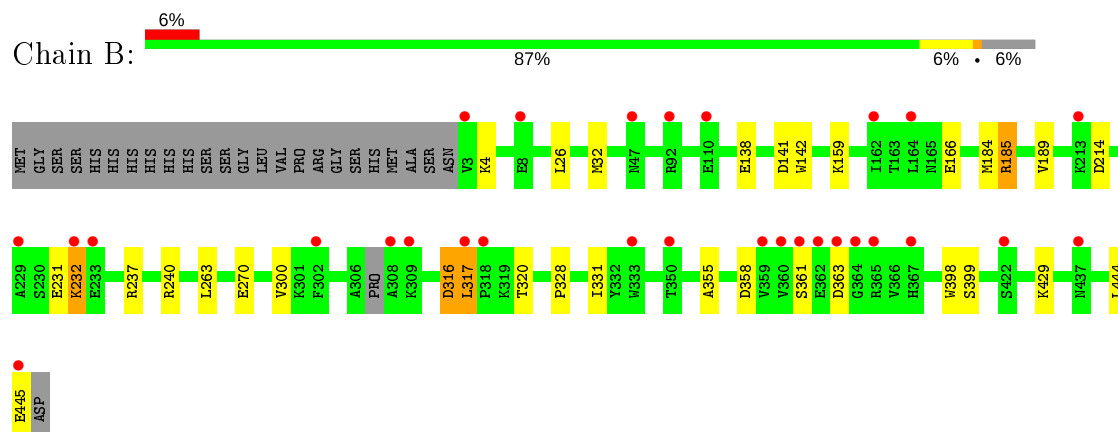 6%
Chain B:
87% 6% • 6%
MET GLY SER SER HIS HIS HIS HIS HIS HIS SER SER GLY LEU VAL PRO ARG GLY SER HIS MET ALA SER ASN V3 K4 E8 L26 M32 N47 R92 E110 E138 D141 W142 K159 I162 T163 L164 N165 E166 M184 R185 V189 K213 D214
A229 S230 E231 K232 E233 R237 R240 L263 E270 V300 K301 F302 A306 PRO A308 K309 D316 L317 P318 K319 T320 P328 I331 Y332 W333 T350 A355 D358 V359 V360 S361 E362 D363 G364 R365 V366 H367 W398 S399 S422 K429 N437 L444
E445 ASP